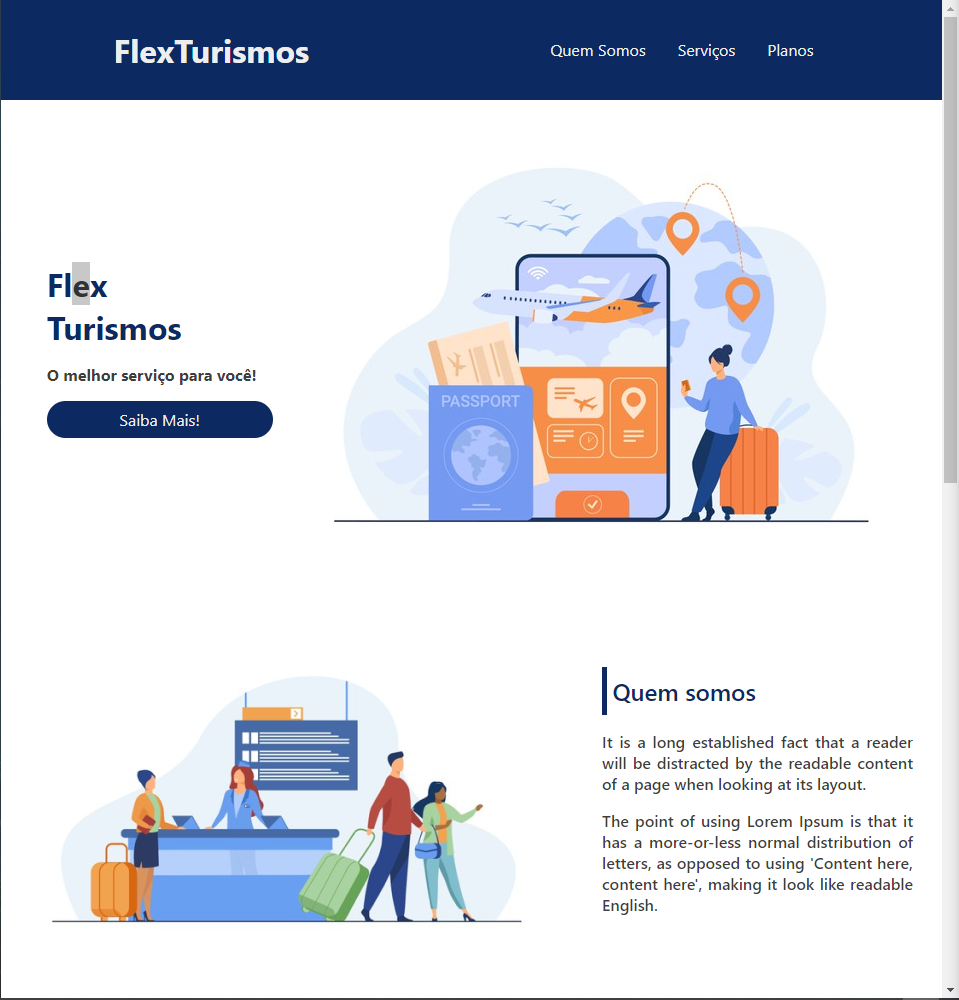 FlexTurismos
Quem Somos Serviços Planos
Flex
Turismos
O melhor serviço para você!
Saiba Mais!
PASSPORT
Quem somos
It is a long established fact that a reader
will be distracted by the readable content
of a page when looking at its layout.
The point of using Lorem Ipsum is that it
has a more-or-less normal distribution of
letters, as opposed to using 'Content here,
content here', making it look like readable
English.